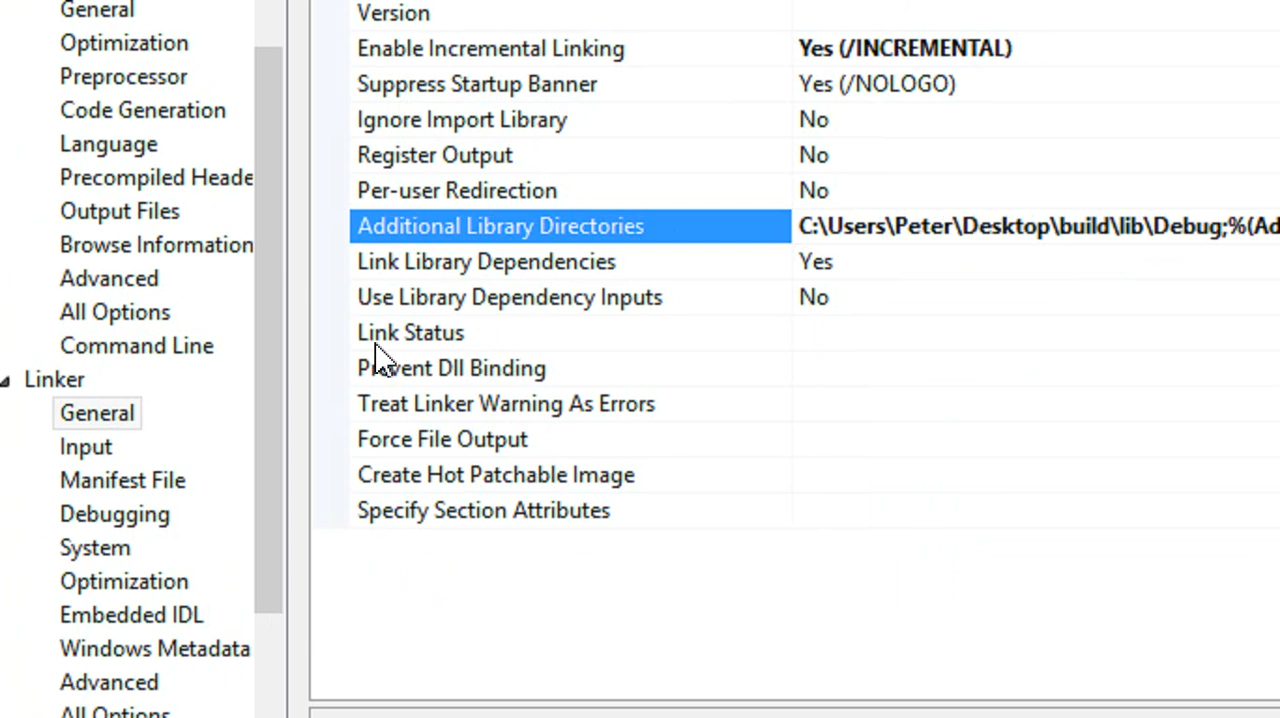 General
Optimization
Preprocessor
Code Generation
Language
Precompiled Heade
Output Files
Browse Information
Advanced
All Options
Command Line
Linker
General
Input
Manifest File
Debugging
System
Optimization
Embedded IDL
Windows Metadata
Advanced
All Options
Version
Enable Incremental Linking Yes (/INCREMENTAL)
Suppress Startup Banner Yes (/NOLOGO)
Ignore Import Library No
Register Output No
Per-user Redirection No
Additional Library Directories C:\Users\Peter\Desktop\build\lib\Debug;%(Ad
Link Library Dependencies Yes
Use Library Dependency Inputs No
Link Status
Prevent Dll Binding
Treat Linker Warning As Errors
Force File Output
Create Hot Patchable Image
Specify Section Attributes